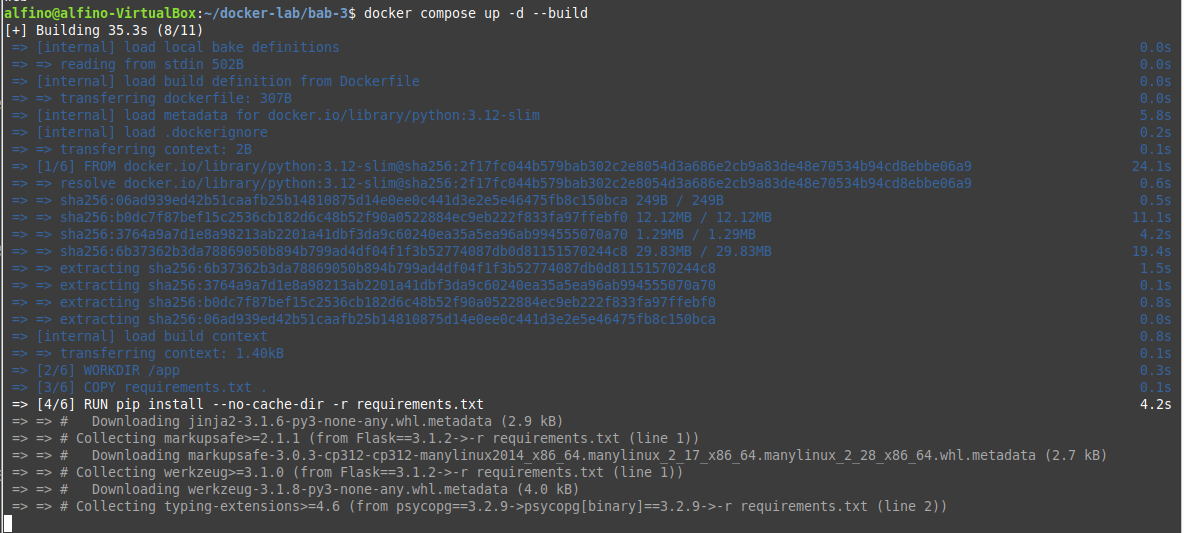 alfino@alfino-VirtualBox:~/docker-lab/bab-3$ docker compose up -d --build
[+] Building 35.3s (8/11)
=> [internal] load local bake definitions 0.0s
=> => reading from stdin 502B 0.0s
=> [internal] load build definition from Dockerfile 0.0s
=> => transferring dockerfile: 307B 0.0s
=> [internal] load metadata for docker.io/library/python:3.12-slim 5.8s
=> [internal] load .dockerignore 0.2s
=> => transferring context: 2B 0.1s
=> [1/6] FROM docker.io/library/python:3.12-slim@sha256:2f17fc044b579bab302c2e8054d3a686e2cb9a83de48e70534b94cd8ebbe06a9 24.1s
=> => resolve docker.io/library/python:3.12-slim@sha256:2f17fc044b579bab302c2e8054d3a686e2cb9a83de48e70534b94cd8ebbe06a9 0.6s
=> => sha256:06ad939ed42b51caafb25b14810875d14e0ee0c441d3e2e5e46475fb8c150bca 249B / 249B 0.5s
=> => sha256:b0dc7f87bef15c2536cb182d6c48b52f90a0522884ec9eb222f833fa97ffebf0 12.12MB / 12.12MB 11.1s
=> => sha256:3764a9a7d1e8a98213ab2201a41dbf3da9c60240ea35a5ea96ab994555070a70 1.29MB / 1.29MB 4.2s
=> => sha256:6b37362b3da78869050b894b799ad4df04f1f3b52774087db0d81151570244c8 29.83MB / 29.83MB 19.4s
=> => extracting sha256:6b37362b3da78869050b894b799ad4df04f1f3b52774087db0d81151570244c8 1.5s
=> => extracting sha256:3764a9a7d1e8a98213ab2201a41dbf3da9c60240ea35a5ea96ab994555070a70 0.1s
=> => extracting sha256:b0dc7f87bef15c2536cb182d6c48b52f90a0522884ec9eb222f833fa97ffebf0 0.8s
=> => extracting sha256:06ad939ed42b51caafb25b14810875d14e0ee0c441d3e2e5e46475fb8c150bca 0.0s
=> [internal] load build context 0.8s
=> => transferring context: 1.40kB 0.1s
=> [2/6] WORKDIR /app 0.3s
=> [3/6] COPY requirements.txt . 0.1s
=> [4/6] RUN pip install --no-cache-dir -r requirements.txt 4.2s
=> => #   Downloading jinja2-3.1.6-py3-none-any.whl.metadata (2.9 kB)
=> => # Collecting markupsafe>=2.1.1 (from Flask==3.1.2->-r requirements.txt (line 1))
=> => #   Downloading markupsafe-3.0.3-cp312-cp312-manylinux2014_x86_64.manylinux_2_17_x86_64.manylinux_2_28_x86_64.whl.metadata (2.7 kB)
=> => # Collecting werkzeug>=3.1.0 (from Flask==3.1.2->-r requirements.txt (line 1))
=> => #   Downloading werkzeug-3.1.8-py3-none-any.whl.metadata (4.0 kB)
=> => # Collecting typing-extensions>=4.6 (from psycopg==3.2.9->psycopg[binary]==3.2.9->-r requirements.txt (line 2))